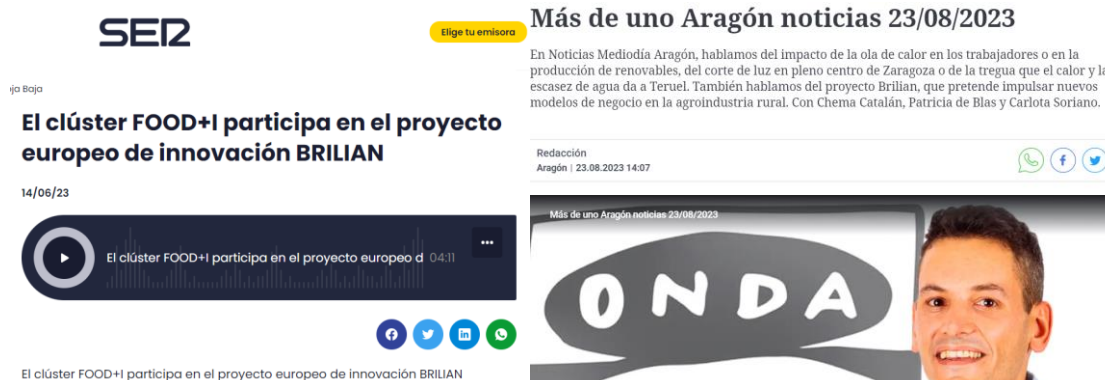 SER
Elige tu emisora
ja Baja
El clúster FOOD+I participa en el proyecto
europeo de innovación BRILIAN
14/06/23
El clúster FOOD+I participa en el proyecto europeo d 04:11
El clúster FOOD+I participa en el proyecto europeo de innovación BRILIAN
Más de uno Aragón noticias 23/08/2023
En Noticias Mediodía Aragón, hablamos del impacto de la ola de calor en los trabajadores o en la
producción de renovables, del corte de luz en pleno centro de Zaragoza o de la tregua que el calor y la
escasez de agua da a Teruel. También hablamos del proyecto Brilian, que pretende impulsar nuevos
modelos de negocio en la agroindustria rural. Con Chema Catalán, Patricia de Blas y Carlota Soriano.
Redacción
Aragón | 23.08.2023 14:07
Más de uno Aragón noticias 23/08/2023
ONDA